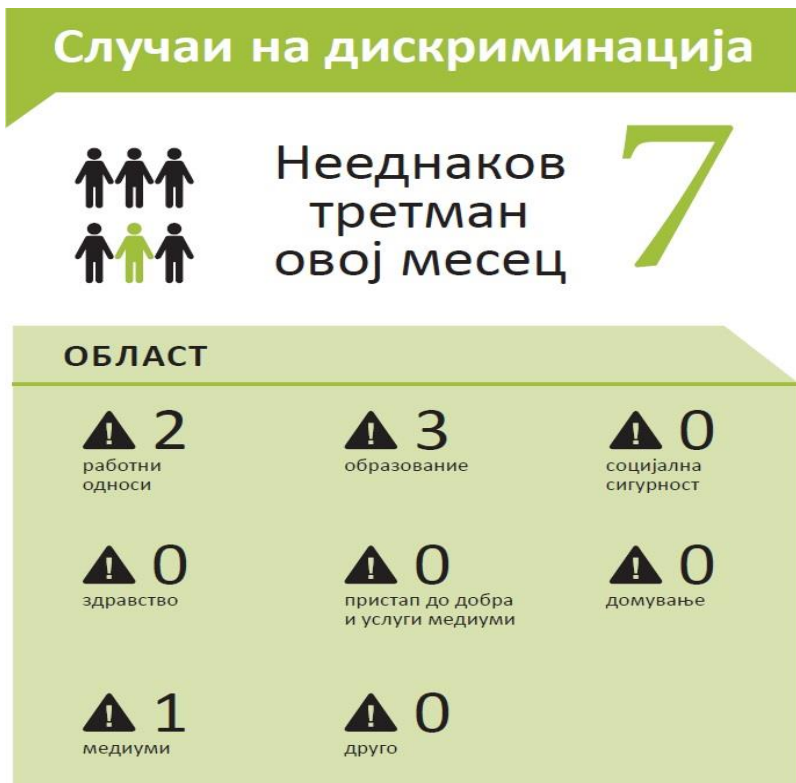 Случаи на дискриминација
Нееднаков
третман
овој месец
7
ОБЛАСТ
2
работни
односи
3
образование
0
социјална
сигурност
0
здравство
0
пристап до добра
и услуги медиуми
0
домување
1
медиуми
0
друго